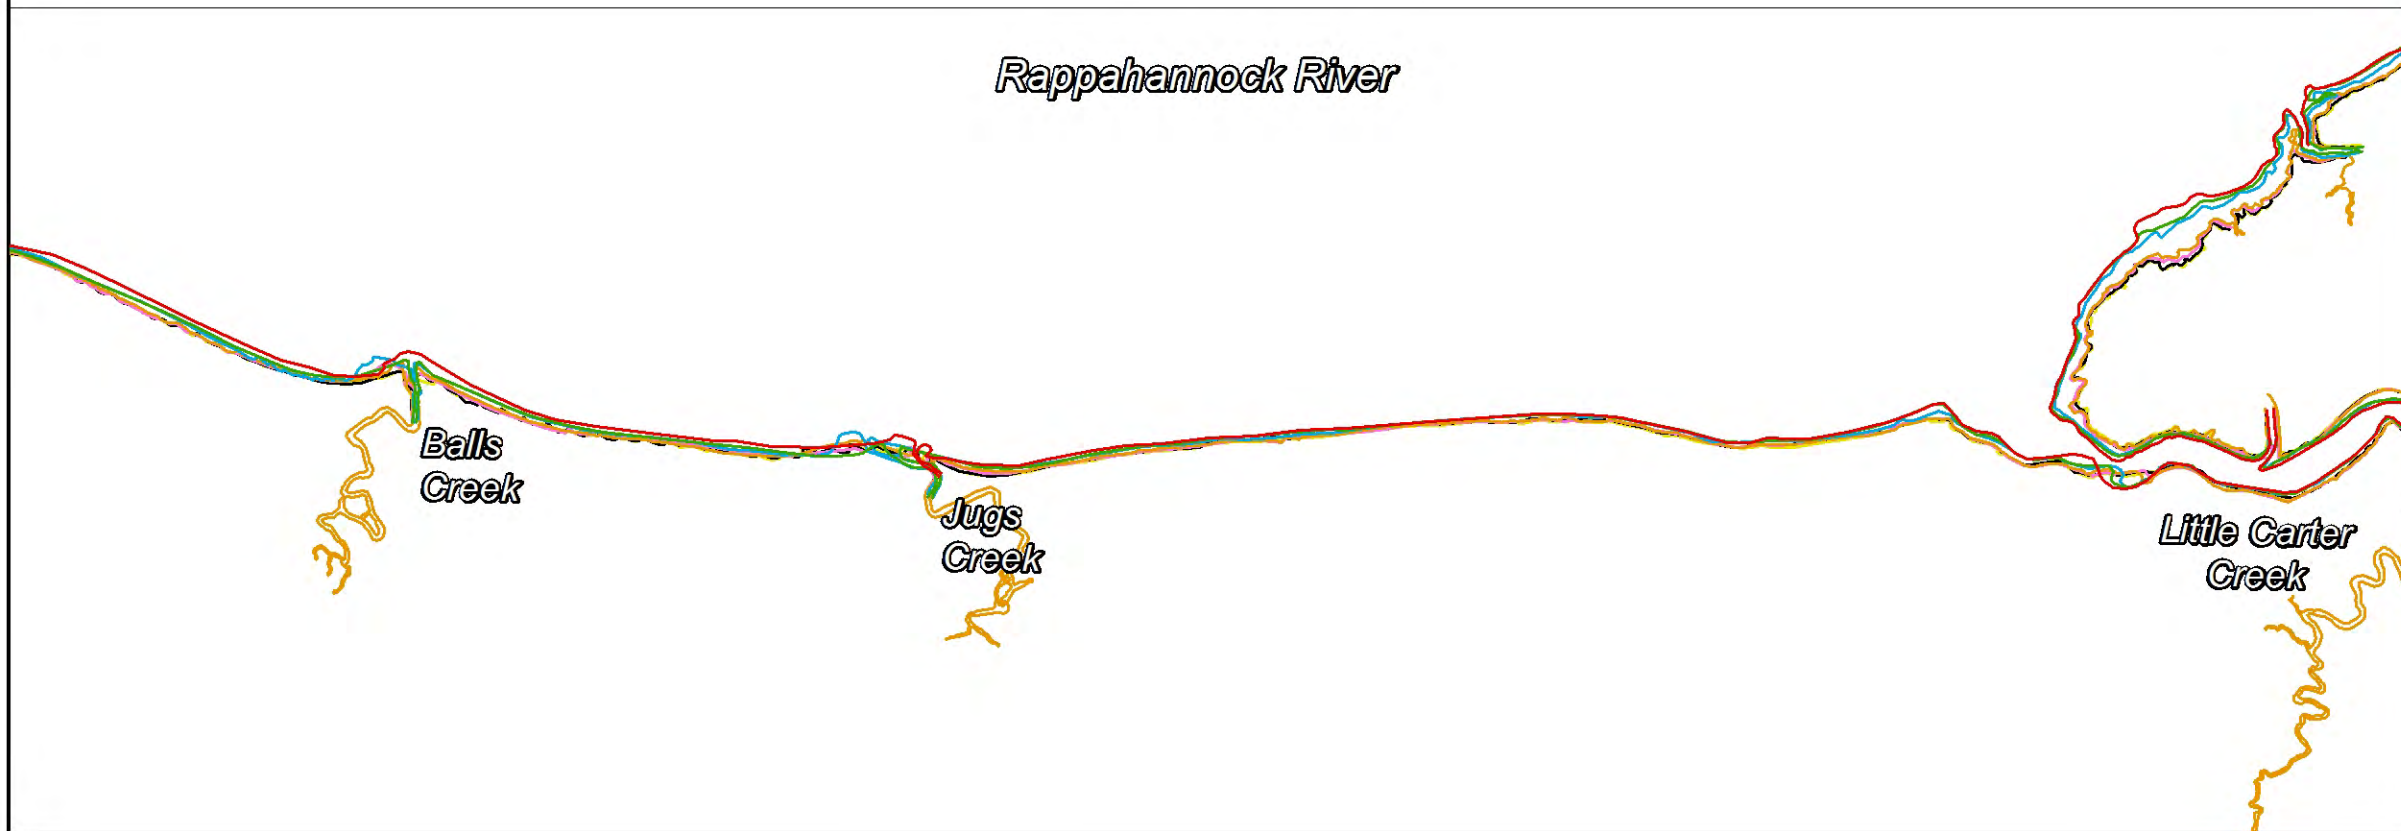 Rappahannock River
Balls
Creek
Jugs
Creek
Little Carter
Creek